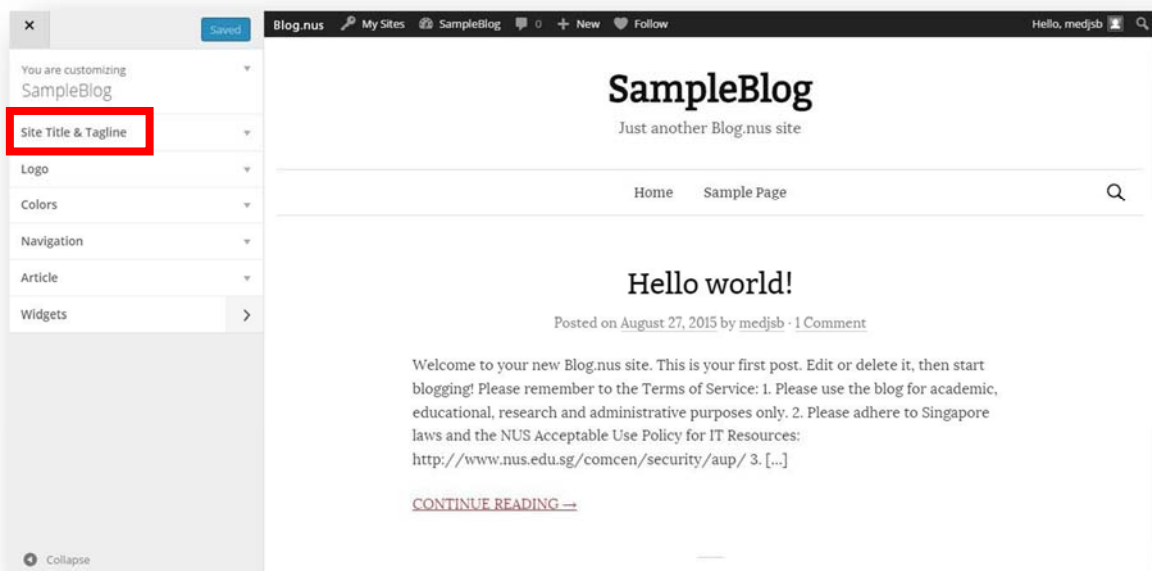 ×
Saved
Blog.nus My Sites SampleBlog 0 + New Follow
Hello, medjsb
You are customizing
SampleBlog
Site Title & Tagline
Logo
Colors
Navigation
Article
Widgets
Collapse
SampleBlog
Just another Blog.nus site
Home Sample Page
Hello world!
Posted on August 27, 2015 by medjsb · 1 Comment
Welcome to your new Blog.nus site. This is your first post. Edit or delete it, then start
blogging! Please remember to the Terms of Service: 1. Please use the blog for academic,
educational, research and administrative purposes only. 2. Please adhere to Singapore
laws and the NUS Acceptable Use Policy for IT Resources:
http://www.nus.edu.sg/comcen/security/aup/ 3. [...]
CONTINUE READING →